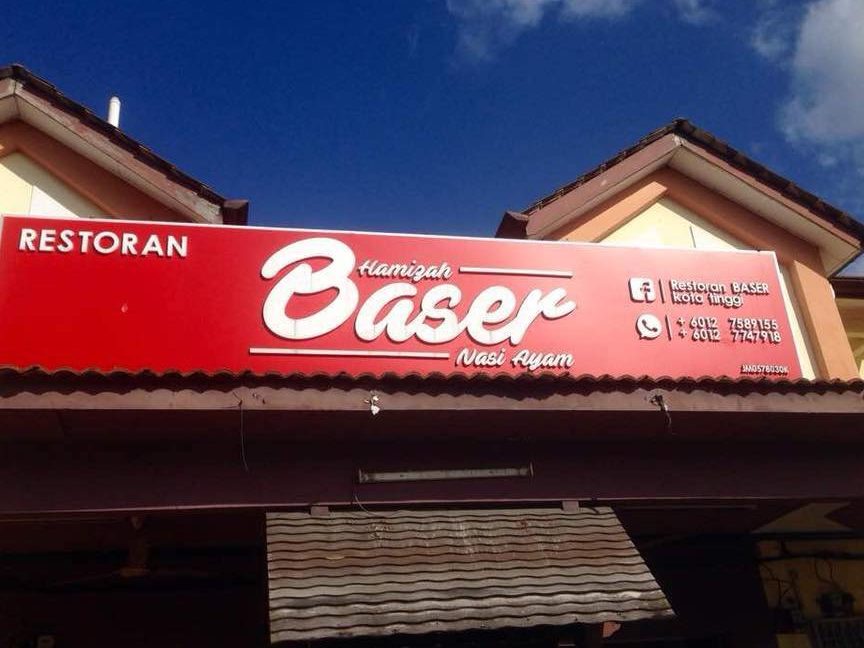 RESTORAN
Hamizah
Baser
Nasi Ayam
Restoran BASER
kota tinggi
+ 6012 7589155
+ 6012 7747918
JM0578030K